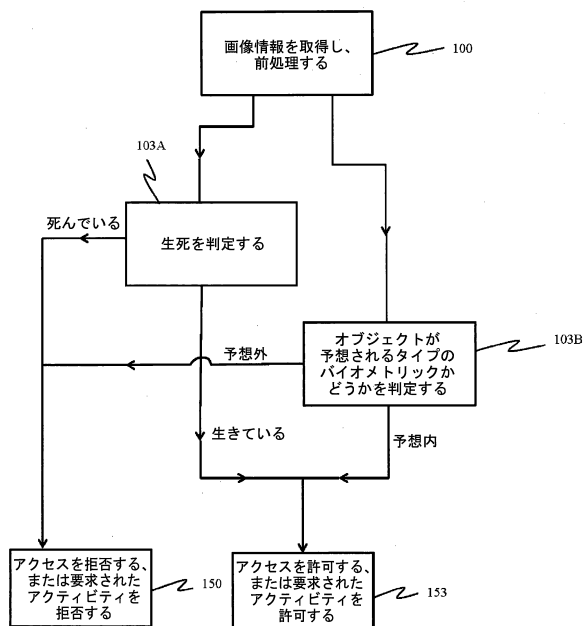 画像情報を取得し、
前処理する
100
103A
死んでいる
生死を判定する
オブジェクトが
予想されるタイプの
バイオメトリックか
どうかを判定する
103B
予想外
生きている
予想内
アクセスを拒否する、
または要求された
アクティビティを
拒否する
150
アクセスを許可する、
または要求された
アクティビティを
許可する
153